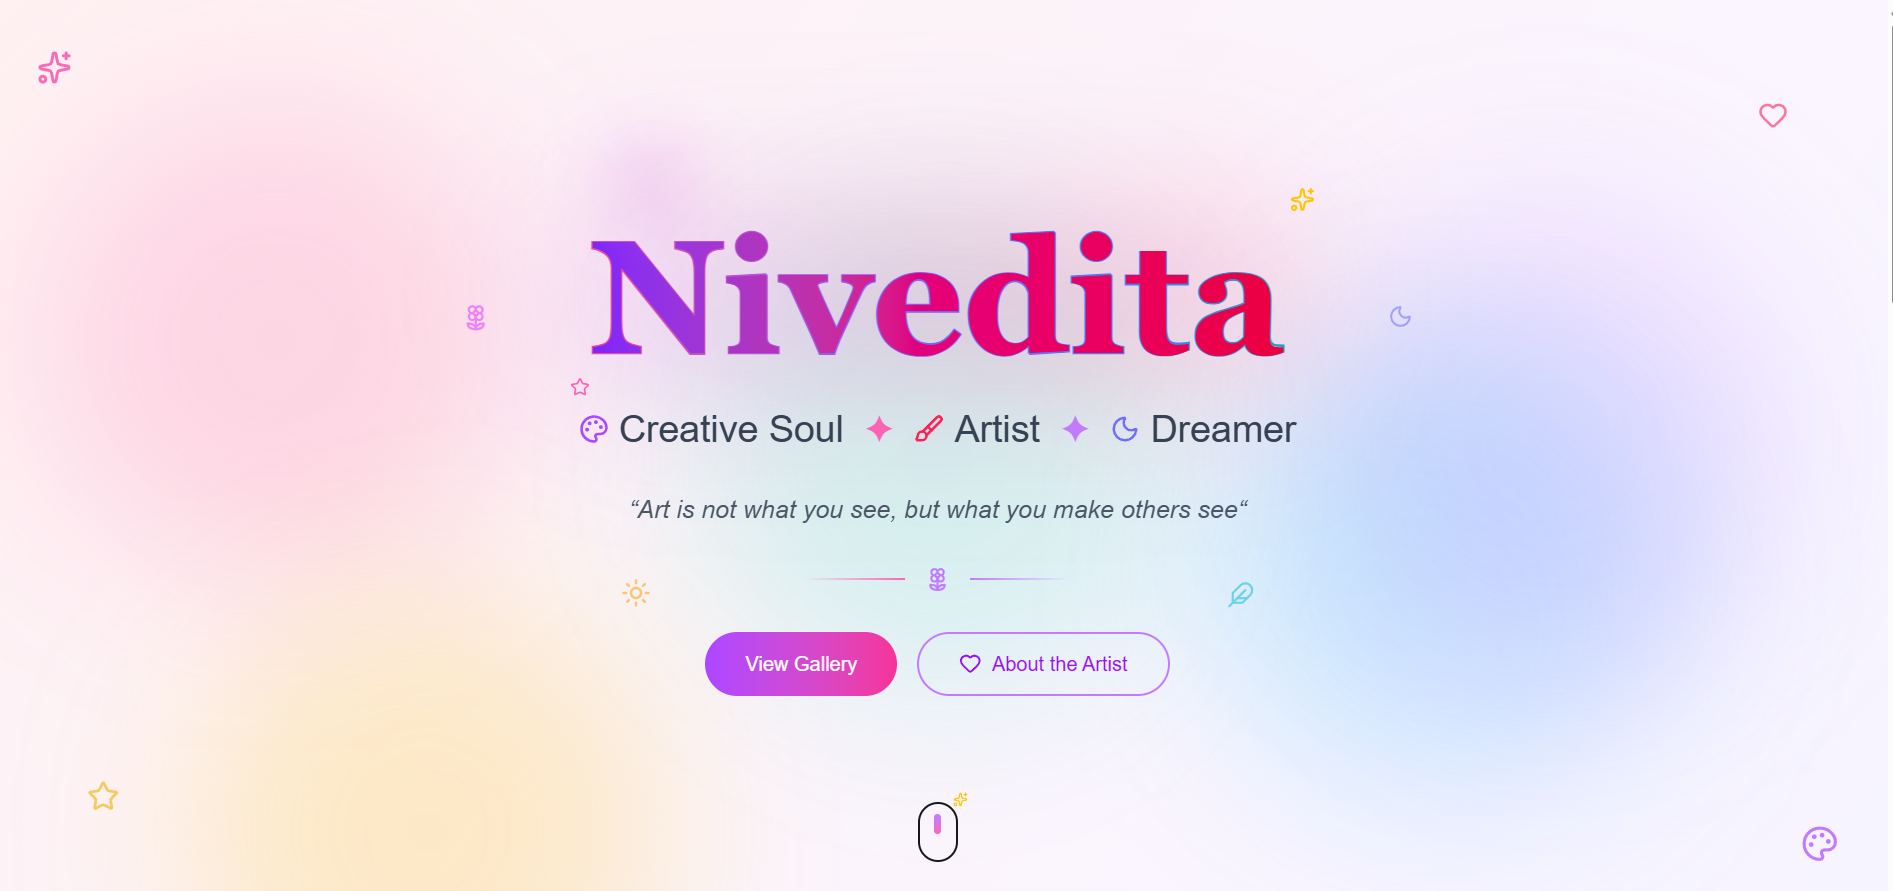 Nivedita
Creative Soul ✦ Artist ✦ Dreamer
“Art is not what you see, but what you make others see“
View Gallery
About the Artist